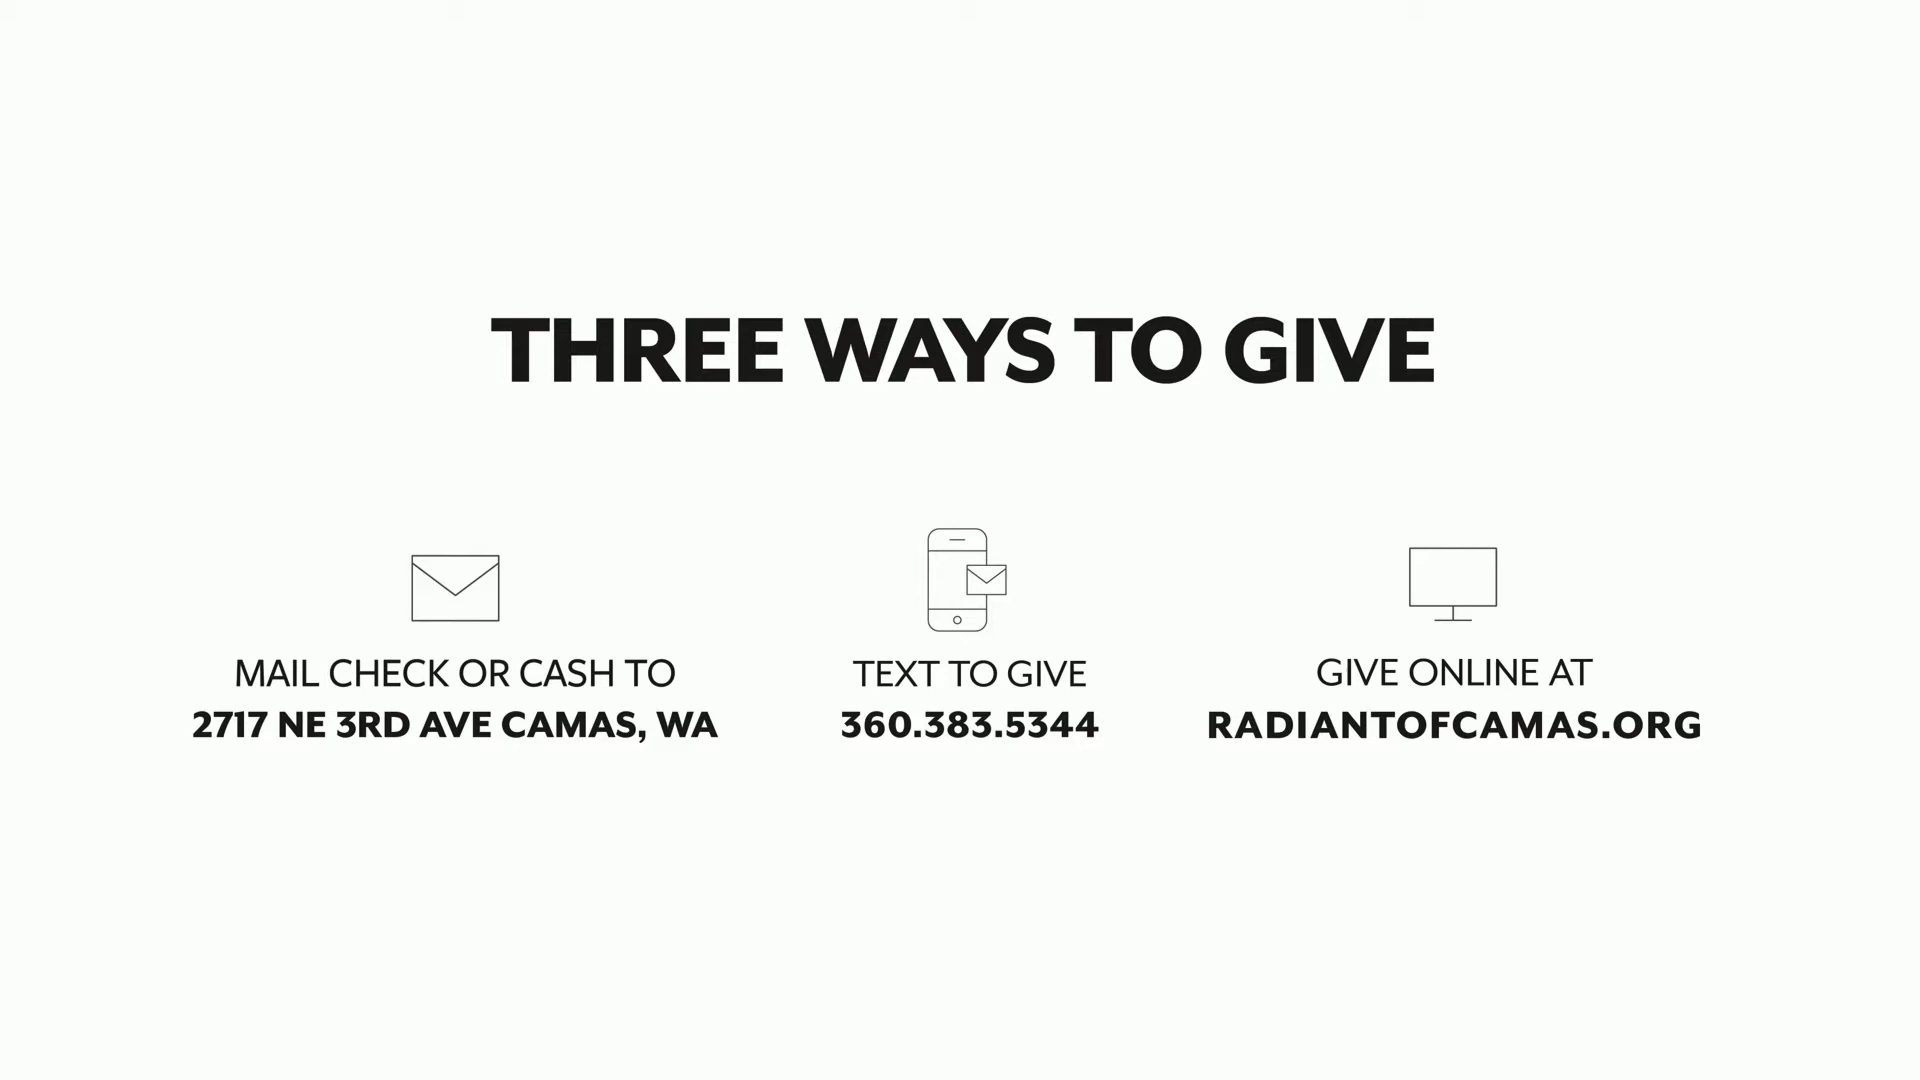 THREE WAYS TO GIVE
MAIL CHECK OR CASH TO
2717 NE 3RD AVE CAMAS, WA
TEXT TO GIVE
360.383.5344
GIVE ONLINE AT
RADIANTOFCAMAS.ORG